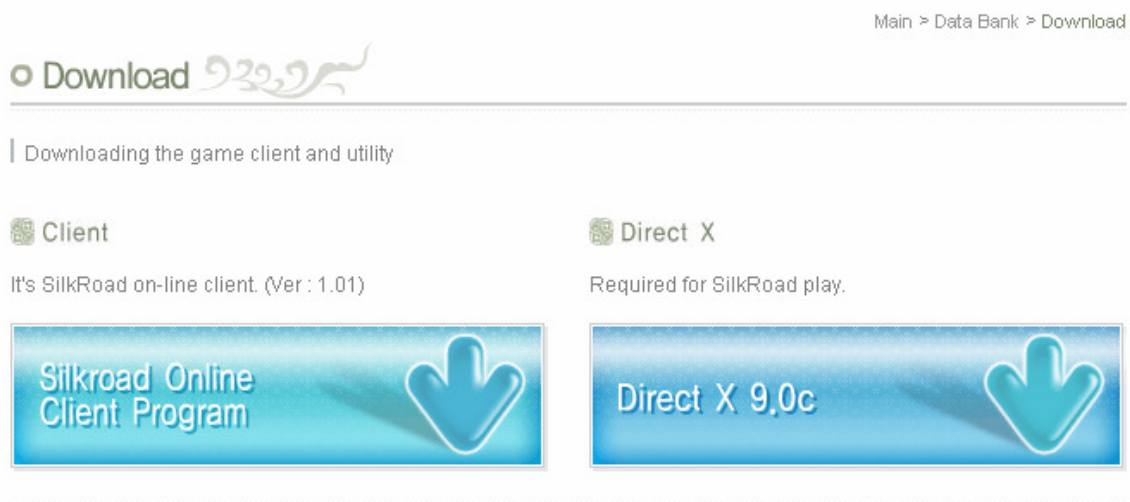 Main > Data Bank > Download
Download
Downloading the game client and utility
Client
It's SilkRoad on-line client. (Ver : 1.01)
Silkroad Online
Client Program
Direct X
Required for SilkRoad play.
Direct X 9.0c